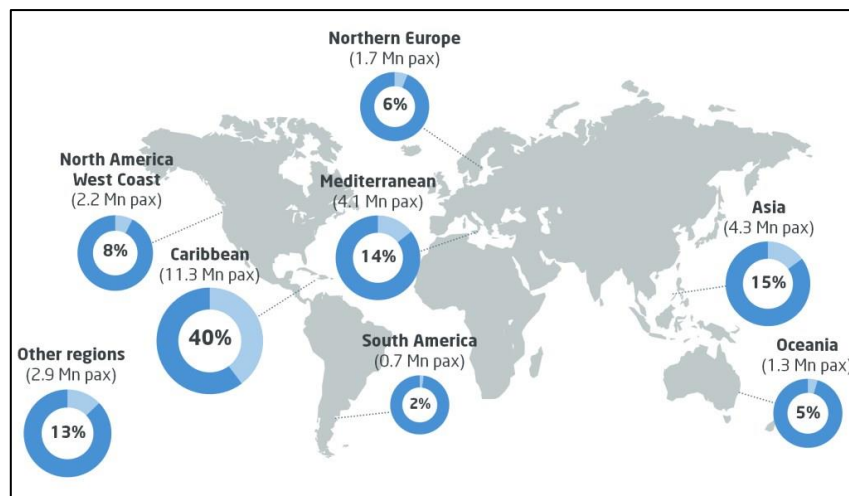 Northern Europe
(1.7 Mn pax)
6%
North America
West Coast
(2.2 Mn pax)
8%
Mediterranean
(4.1 Mn pax)
14%
Asia
(4.3 Mn pax)
15%
Caribbean
(11.3 Mn pax)
40%
Other regions
(2.9 Mn pax)
13%
South America
(0.7 Mn pax)
2%
Oceania
(1.3 Mn pax)
5%